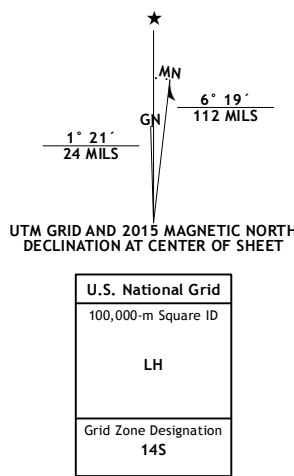 ★
MN
GN
6° 19´
112 MILS
1° 21´
24 MILS
UTM GRID AND 2015 MAGNETIC NORTH
DECLINATION AT CENTER OF SHEET
U.S. National Grid
100,000-m Square ID
LH
Grid Zone Designation
14S